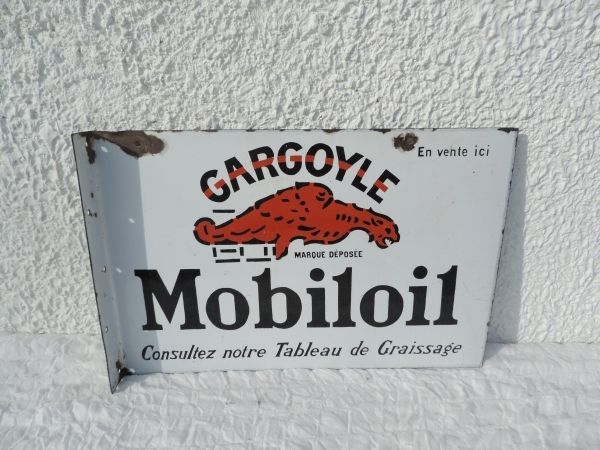 En vente ici
GARGOYLE
MARQUE DÉPOSÉE
Mobiloil
Consultez notre Tableau de Graissage